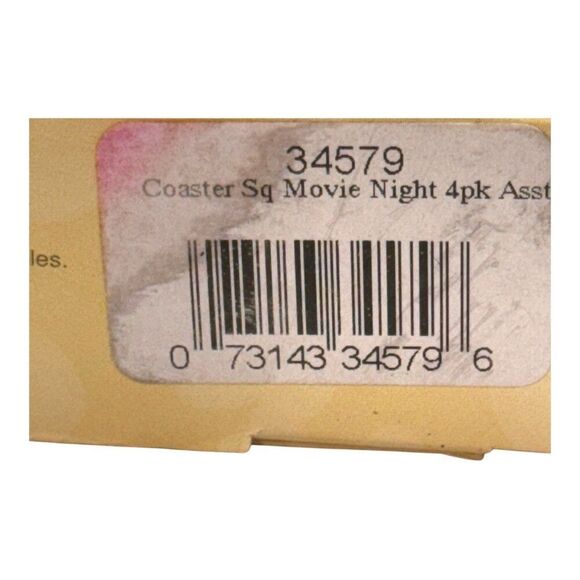 34579
Coaster Sq Movie Night 4pk Asst
les.
0 73143 34579 6